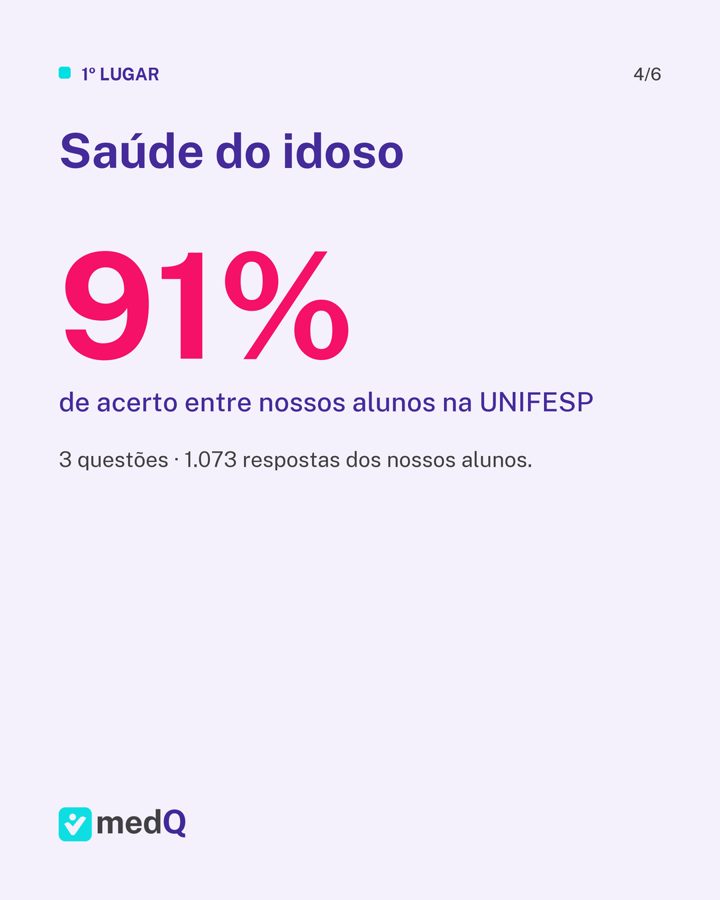 1º LUGAR
4/6
Saúde do idoso
91%
de acerto entre nossos alunos na UNIFESP
3 questões · 1.073 respostas dos nossos alunos.
medQ